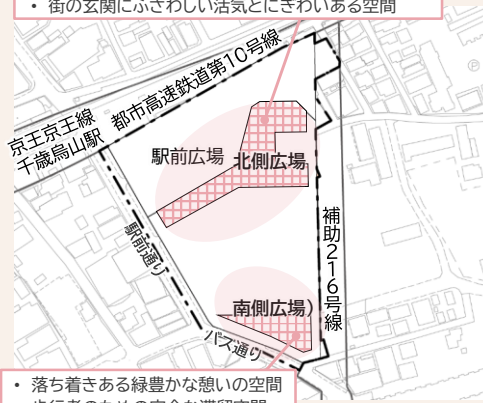 • 街の玄関にふさわしい活気とにぎわいある空間
都市高速鉄道第10号線
京王京王線
千歳烏山駅
駅前広場
北側広場
補助216号線
駅前通り
南側広場)
バス通り
• 落ち着きある緑豊かな憩いの空間